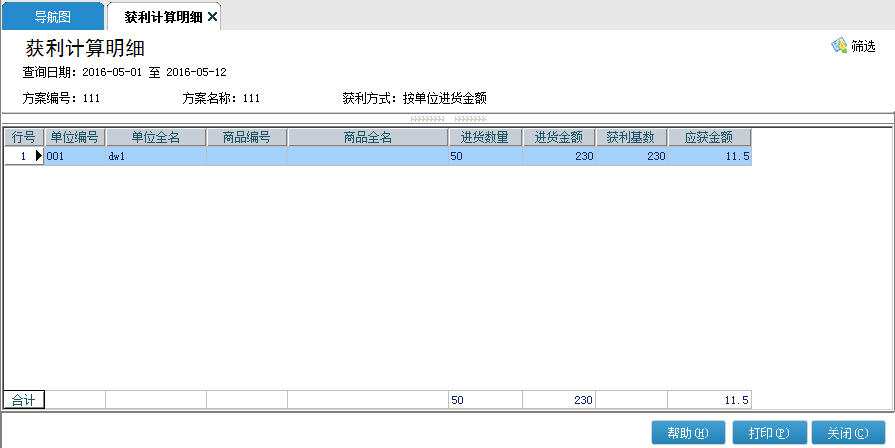 导航图 获利计算明细
获利计算明细 筛选
查询日期：2016-05-01 至 2016-05-12
方案编号：111 方案名称：111 获利方式：按单位进货金额
行号 单位编号 单位全名 商品编号 商品全名 进货数量 进货金额 获利基数 应获金额
1 001 dw1 50 230 230 11.5
合计 50 230 11.5
帮助(H) 打印(P) 关闭(C)